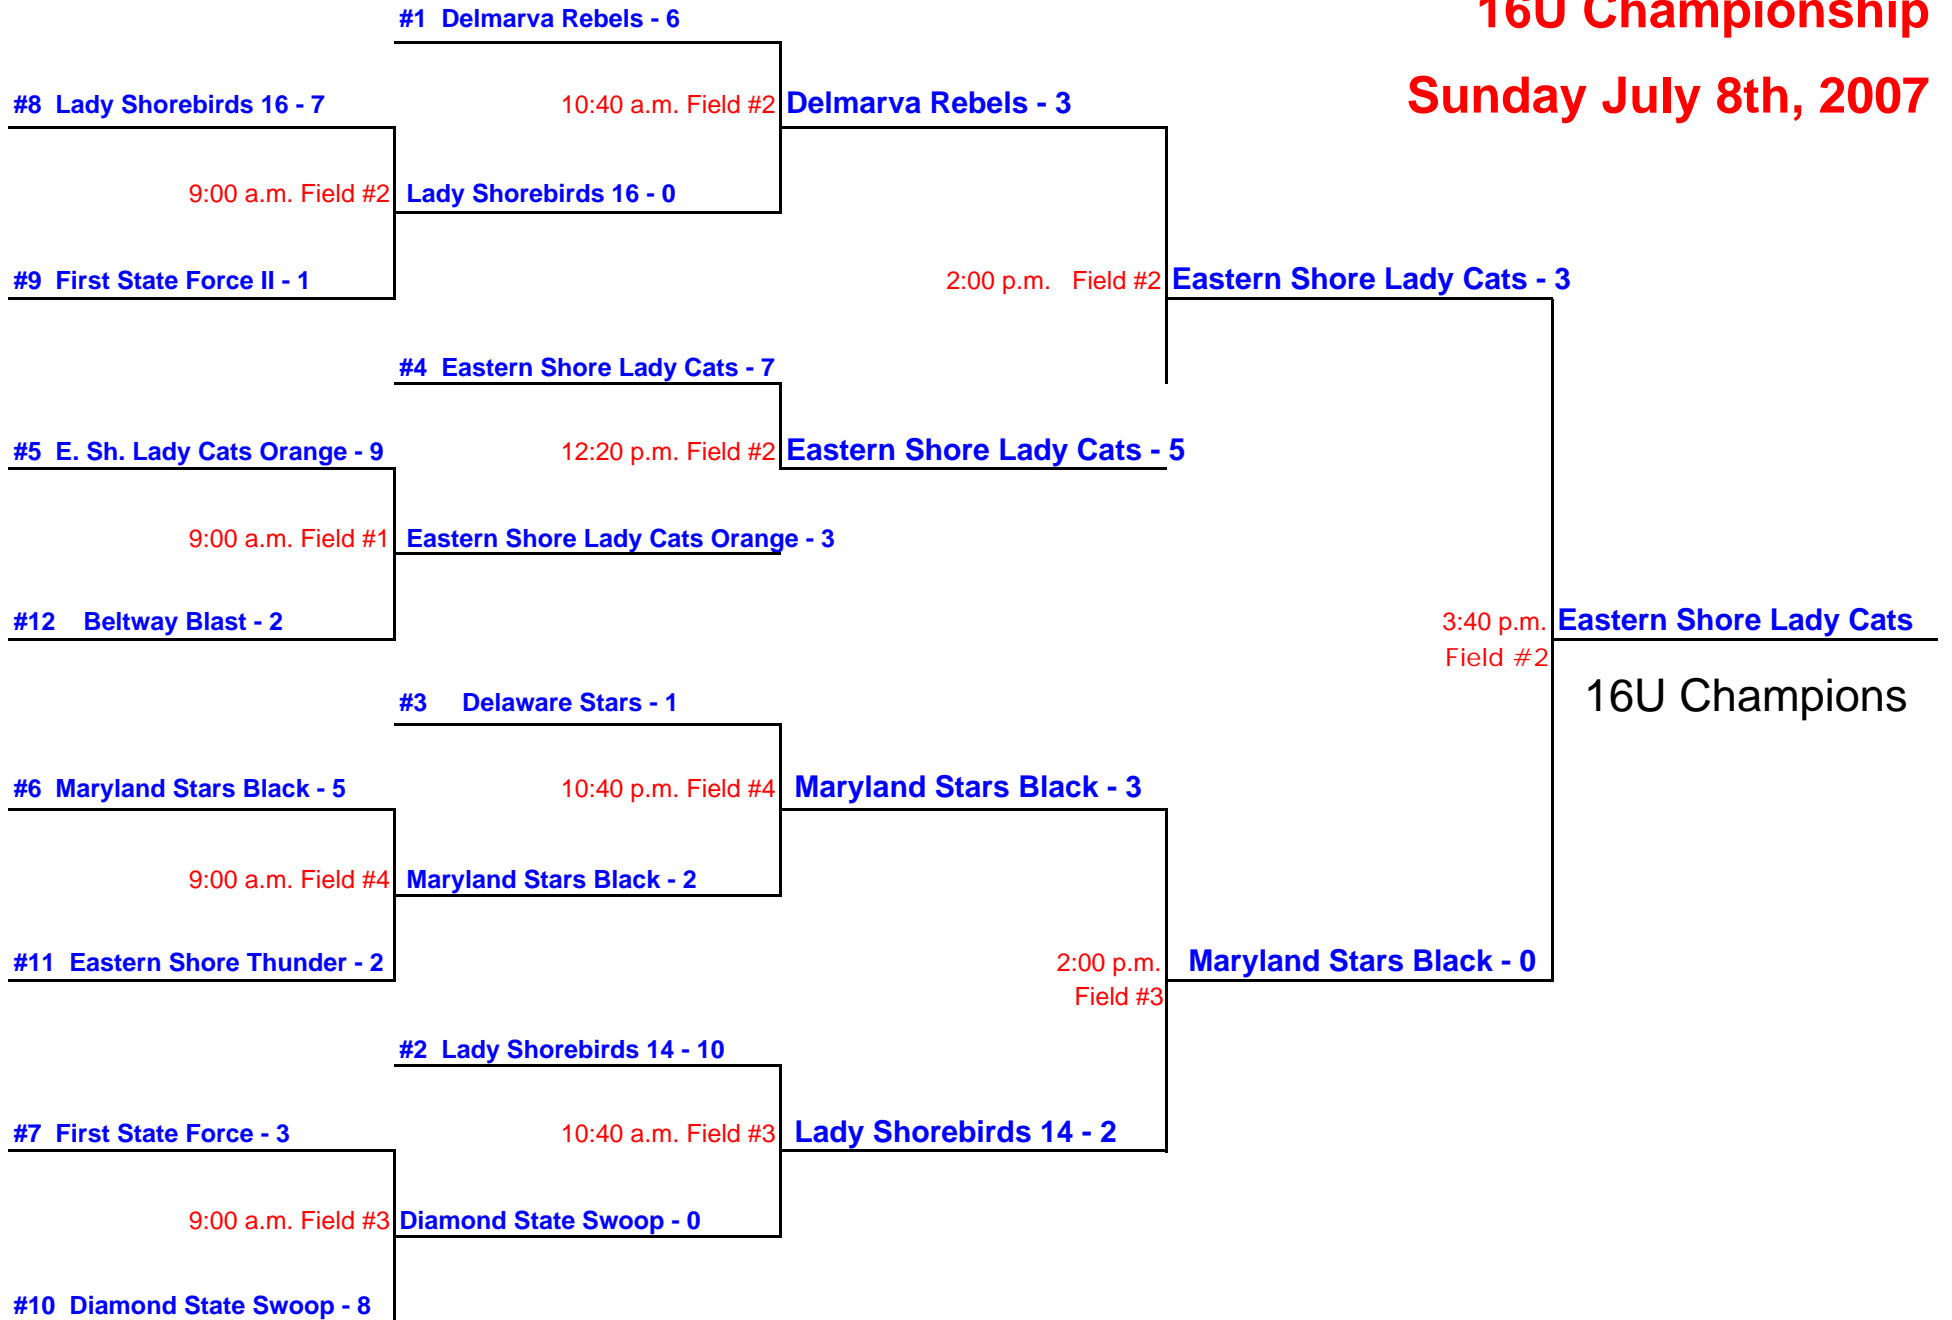 16U Championship
Sunday July 8th, 2007
#1 Delmarva Rebels - 6
#8 Lady Shorebirds 16 - 7
10:40 a.m. Field #2
Delmarva Rebels - 3
9:00 a.m. Field #2
Lady Shorebirds 16 - 0
#9 First State Force II - 1
2:00 p.m. Field #2
Eastern Shore Lady Cats - 3
#4 Eastern Shore Lady Cats - 7
#5 E. Sh. Lady Cats Orange - 9
12:20 p.m. Field #2
Eastern Shore Lady Cats - 5
9:00 a.m. Field #1
Eastern Shore Lady Cats Orange - 3
#12 Beltway Blast - 2
3:40 p.m.
Field #2
Eastern Shore Lady Cats
16U Champions
#3 Delaware Stars - 1
#6 Maryland Stars Black - 5
10:40 p.m. Field #4
Maryland Stars Black - 3
9:00 a.m. Field #4
Maryland Stars Black - 2
#11 Eastern Shore Thunder - 2
2:00 p.m.
Field #3
Maryland Stars Black - 0
#2 Lady Shorebirds 14 - 10
#7 First State Force - 3
10:40 a.m. Field #3
Lady Shorebirds 14 - 2
9:00 a.m. Field #3
Diamond State Swoop - 0
#10 Diamond State Swoop - 8